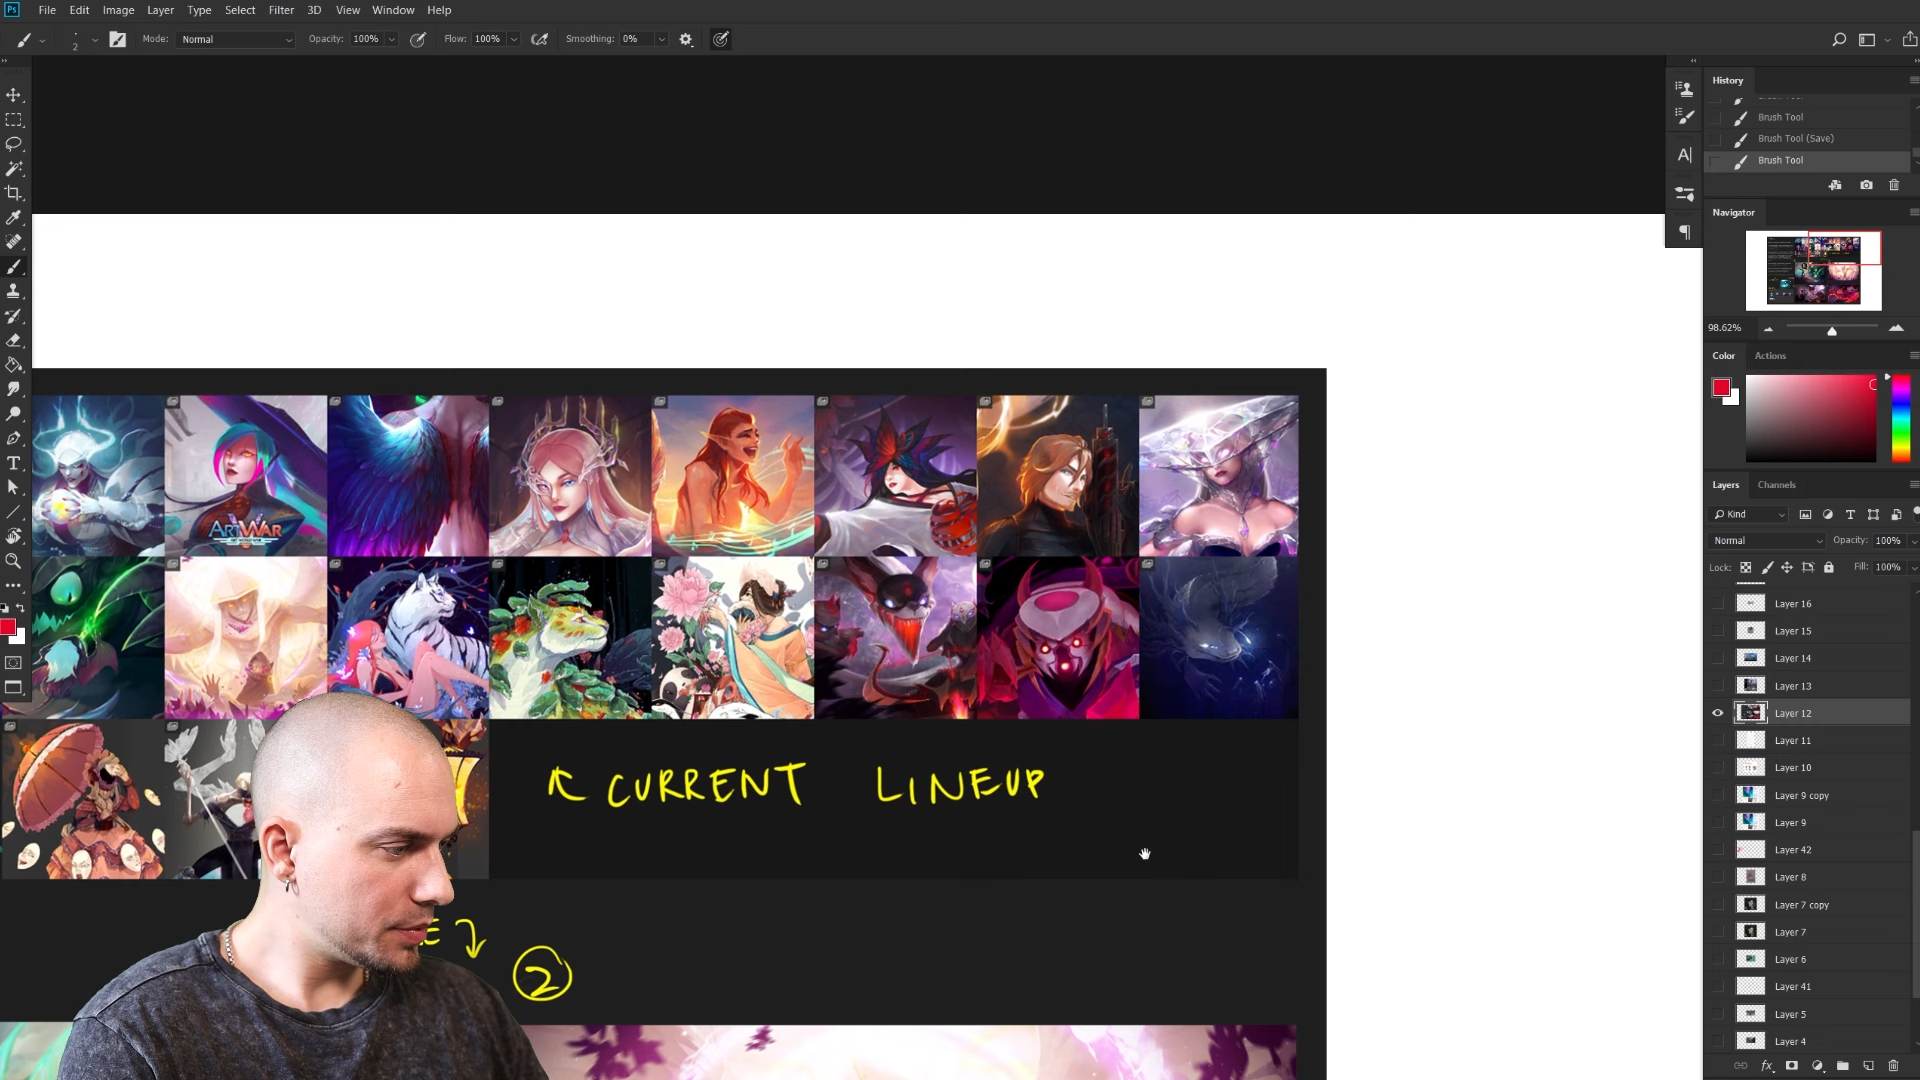 Ps File Edit Image Layer Type Select Filter 3D View Window Help
2 Mode: Normal Opacity: 100% Flow: 100% Smoothing: 0%
History
Brush Tool
Brush Tool (Save)
Brush Tool
Navigator
98.62%
Color Actions
Layers Channels
Kind
Normal Opacity: 100%
Lock: Fill: 100%
Layer 16
Layer 15
Layer 14
Layer 13
Layer 12
Layer 11
Layer 10
Layer 9 copy
Layer 9
Layer 42
Layer 8
Layer 7 copy
Layer 7
Layer 6
Layer 41
Layer 5
Layer 4
fx
ARTWAR
CURRENT LINEUP
E
2